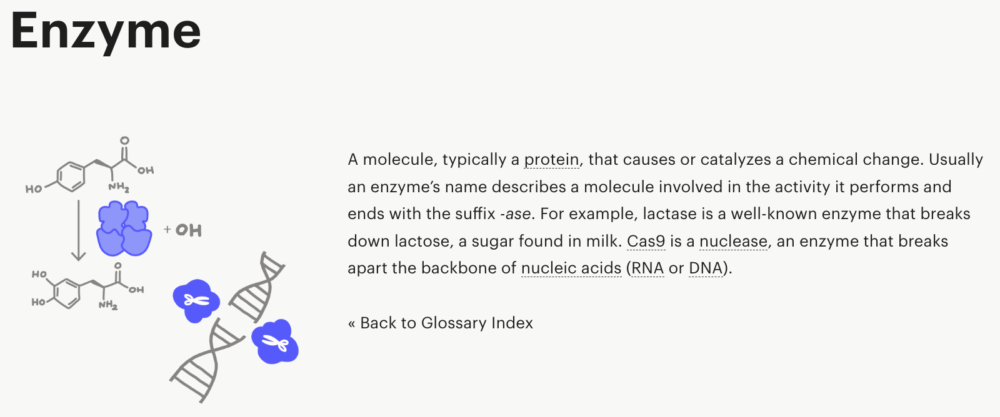 Enzyme
O
OH
HO
NH₂
+ OH
HO
O
OH
HO
NH₂
A molecule, typically a protein, that causes or catalyzes a chemical change. Usually
an enzyme’s name describes a molecule involved in the activity it performs and
ends with the suffix -ase. For example, lactase is a well-known enzyme that breaks
down lactose, a sugar found in milk. Cas9 is a nuclease, an enzyme that breaks
apart the backbone of nucleic acids (RNA or DNA).
« Back to Glossary Index